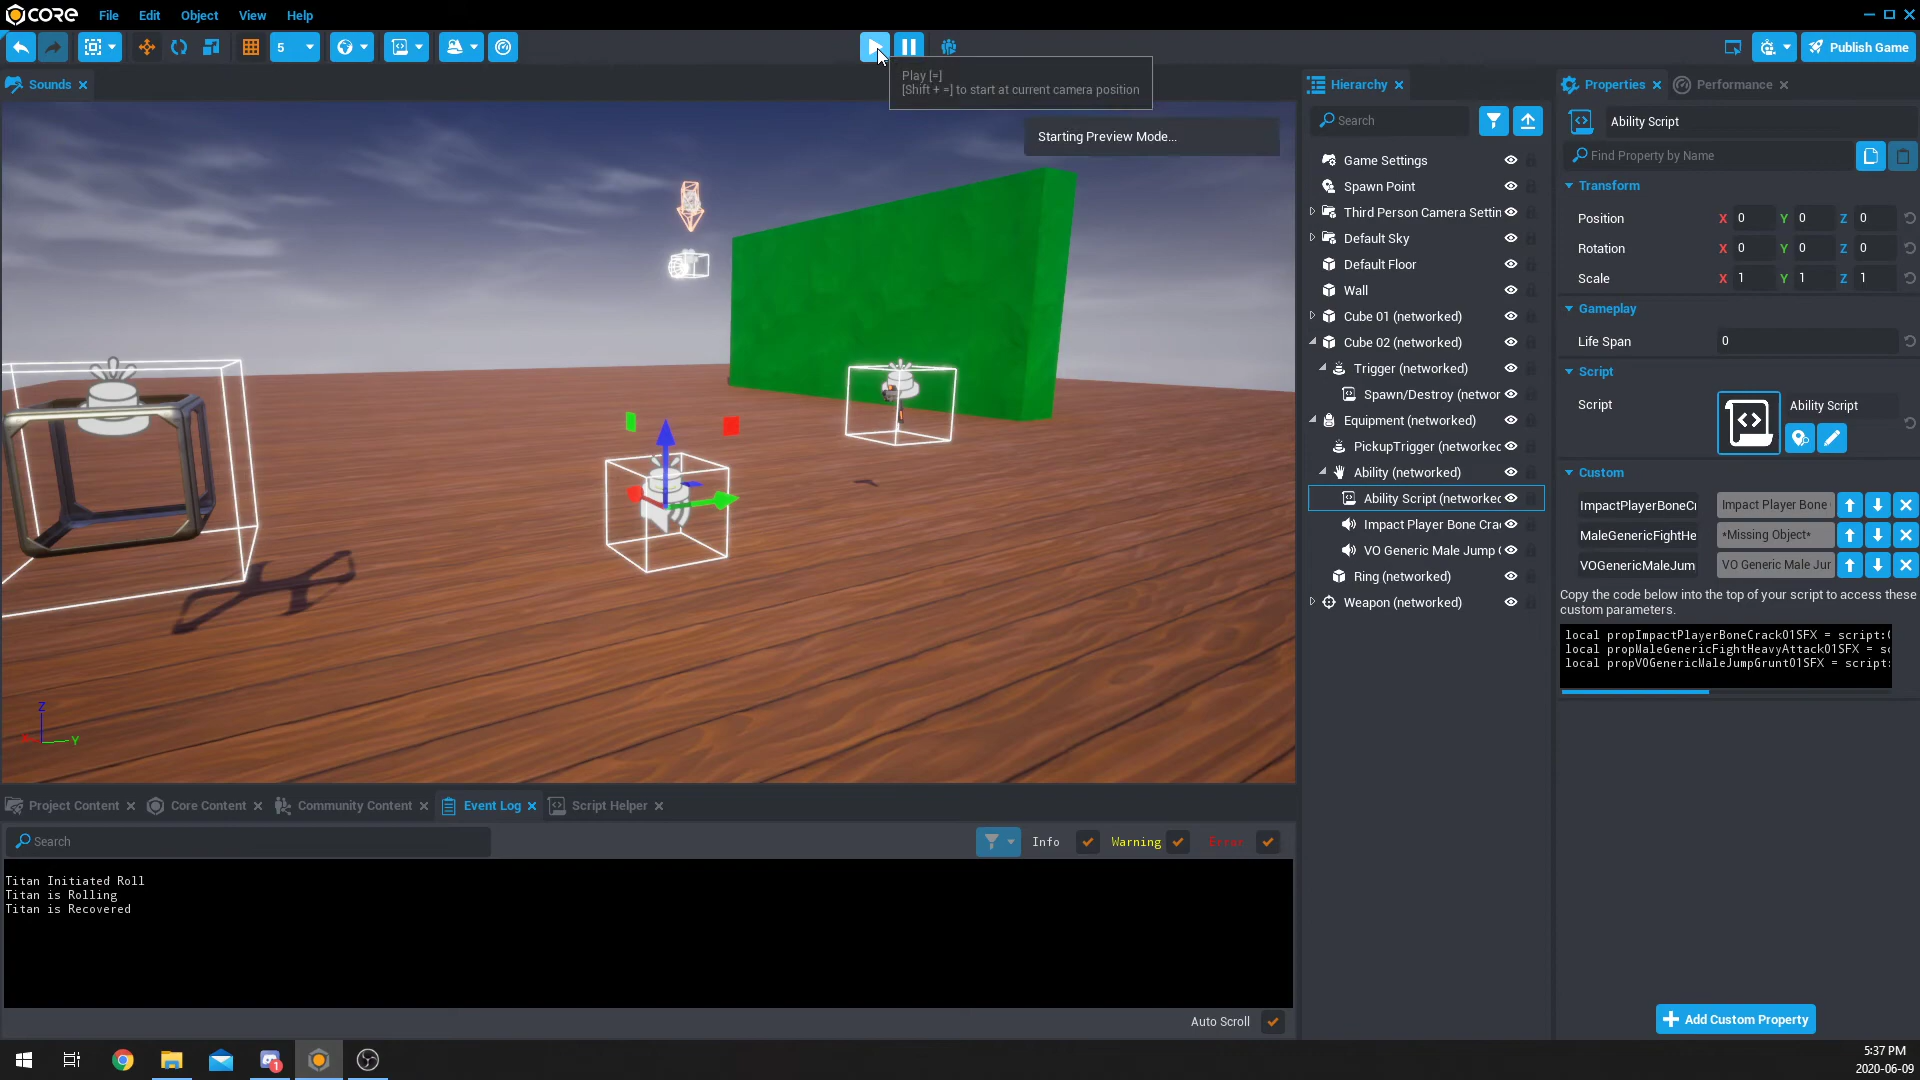 CORE
File
Edit
Object
View
Help
5
Publish Game
Sounds
Play [=]
[Shift + =] to start at current camera position
Starting Preview Mode...
Hierarchy
Search
Game Settings
Spawn Point
Third Person Camera Settin
Default Sky
Default Floor
Wall
Cube 01 (networked)
Cube 02 (networked)
Trigger (networked)
Spawn/Destroy (networ
Equipment (networked)
PickupTrigger (networked
Ability (networked)
Ability Script (networked
Impact Player Bone Cra
VO Generic Male Jump
Ring (networked)
Weapon (networked)
Properties
Performance
Ability Script
Find Property by Name
Transform
Position X 0 Y 0 Z 0
Rotation X 0 Y 0 Z 0
Scale X 1 Y 1 Z 1
Gameplay
Life Span 0
Script
Script
Ability Script
Custom
ImpactPlayerBoneC Impact Player Bone
MaleGenericFightHe *Missing Object*
VOGenericMaleJum VO Generic Male Jur
Copy the code below into the top of your script to access these
custom parameters.
local propImpactPlayerBoneCrack01SFX = script:
local propMaleGenericFightHeavyAttack01SFX = s
local propVOGenericMaleJumpGrunt01SFX = script:
Add Custom Property
Z
Y
Project Content
Core Content
Community Content
Event Log
Script Helper
Search
Info
Warning
Error
Titan Initiated Roll
Titan is Rolling
Titan is Recovered
Auto Scroll
1
5:37 PM
2020-06-09